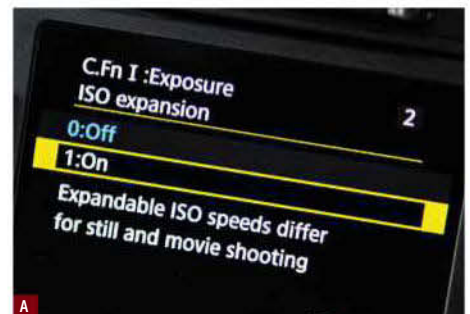 C.Fn I :Exposure
ISO expansion 2
0:Off
1:On
Expandable ISO speeds differ
for still and movie shooting
A